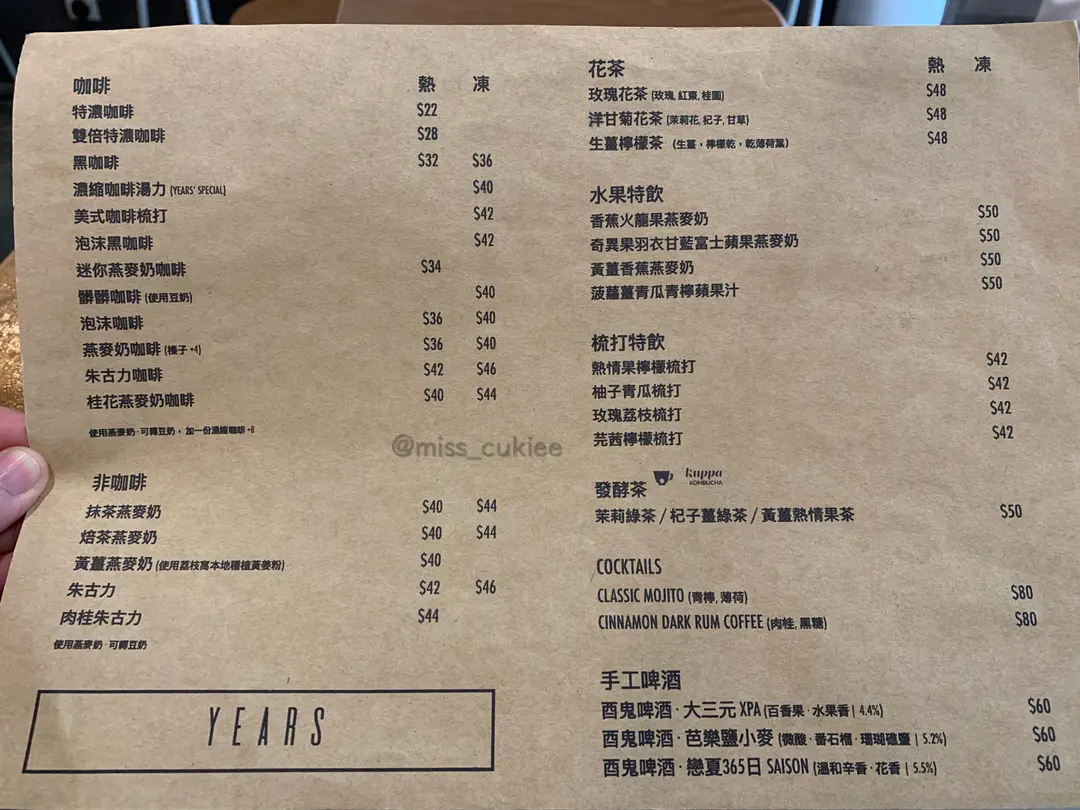 咖啡 熱 凍
特濃咖啡 $22
雙倍特濃咖啡 $28
黑咖啡 $32 $36
濃縮咖啡湯力 (YEARS' SPECIAL) $40
美式咖啡梳打 $42
泡沫黑咖啡 $42
迷你燕麥奶咖啡 $34
髒髒咖啡 (使用豆奶) $40
泡沫咖啡 $36 $40
燕麥奶咖啡 (榛子 +4) $36 $40
朱古力咖啡 $42 $46
桂花燕麥奶咖啡 $40 $44
使用燕麥奶·可轉豆奶，加一份濃縮咖啡 +8
非咖啡
抹茶燕麥奶 $40 $44
焙茶燕麥奶 $40 $44
黃薑燕麥奶 (使用荔枝窩本地種植黃姜粉) $40
朱古力 $42 $46
肉桂朱古力 $44
使用燕麥奶·可轉豆奶
YEARS
花茶 熱 凍
玫瑰花茶 (玫瑰, 紅棗, 桂圓) $48
洋甘菊花茶 (茉莉花, 杞子, 甘草) $48
生薑檸檬茶 (生薑，檸檬乾，乾薄荷葉) $48
水果特飲
香蕉火龍果燕麥奶 $50
奇異果羽衣甘藍富士蘋果燕麥奶 $50
黃薑香蕉燕麥奶 $50
菠蘿薑青瓜青檸蘋果汁 $50
梳打特飲
熱情果檸檬梳打 $42
柚子青瓜梳打 $42
玫瑰荔枝梳打 $42
芫茜檸檬梳打 $42
發酵茶 kuppa KOMBUCHA
茉莉綠茶 / 杞子薑綠茶 / 黃薑熱情果茶 $50
COCKTAILS
CLASSIC MOJITO (青檸, 薄荷) $80
CINNAMON DARK RUM COFFEE (肉桂, 黑糖) $80
手工啤酒
酉鬼啤酒·大三元 XPA (百香果·水果香 | 4.4%) $60
酉鬼啤酒·芭樂鹽小麥 (微酸·番石榴·珊瑚礁鹽 | 5.2%) $60
酉鬼啤酒·戀夏365日 SAISON (溫和辛香·花香 | 5.5%) $60
@miss_cukiee